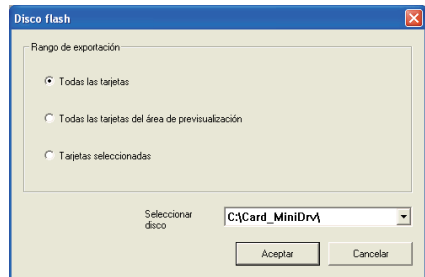 Disco flash
Rango de exportación
Todas las tarjetas
Todas las tarjetas del área de previsualización
Tarjetas seleccionadas
Seleccionar
disco
C:\Card_MiniDrv\
Aceptar
Cancelar